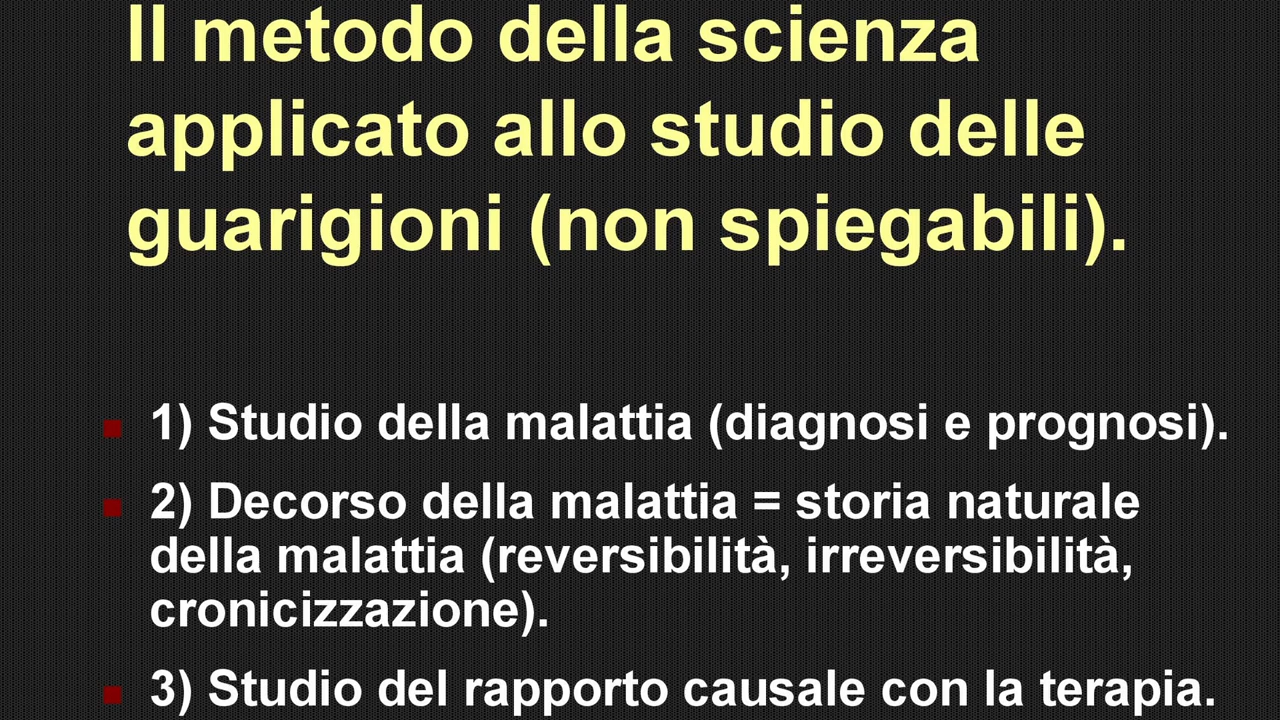 Il metodo della scienza
applicato allo studio delle
guarigioni (non spiegabili).
1) Studio della malattia (diagnosi e prognosi).
2) Decorso della malattia = storia naturale
della malattia (reversibilità, irreversibilità,
cronicizzazione).
3) Studio del rapporto causale con la terapia.